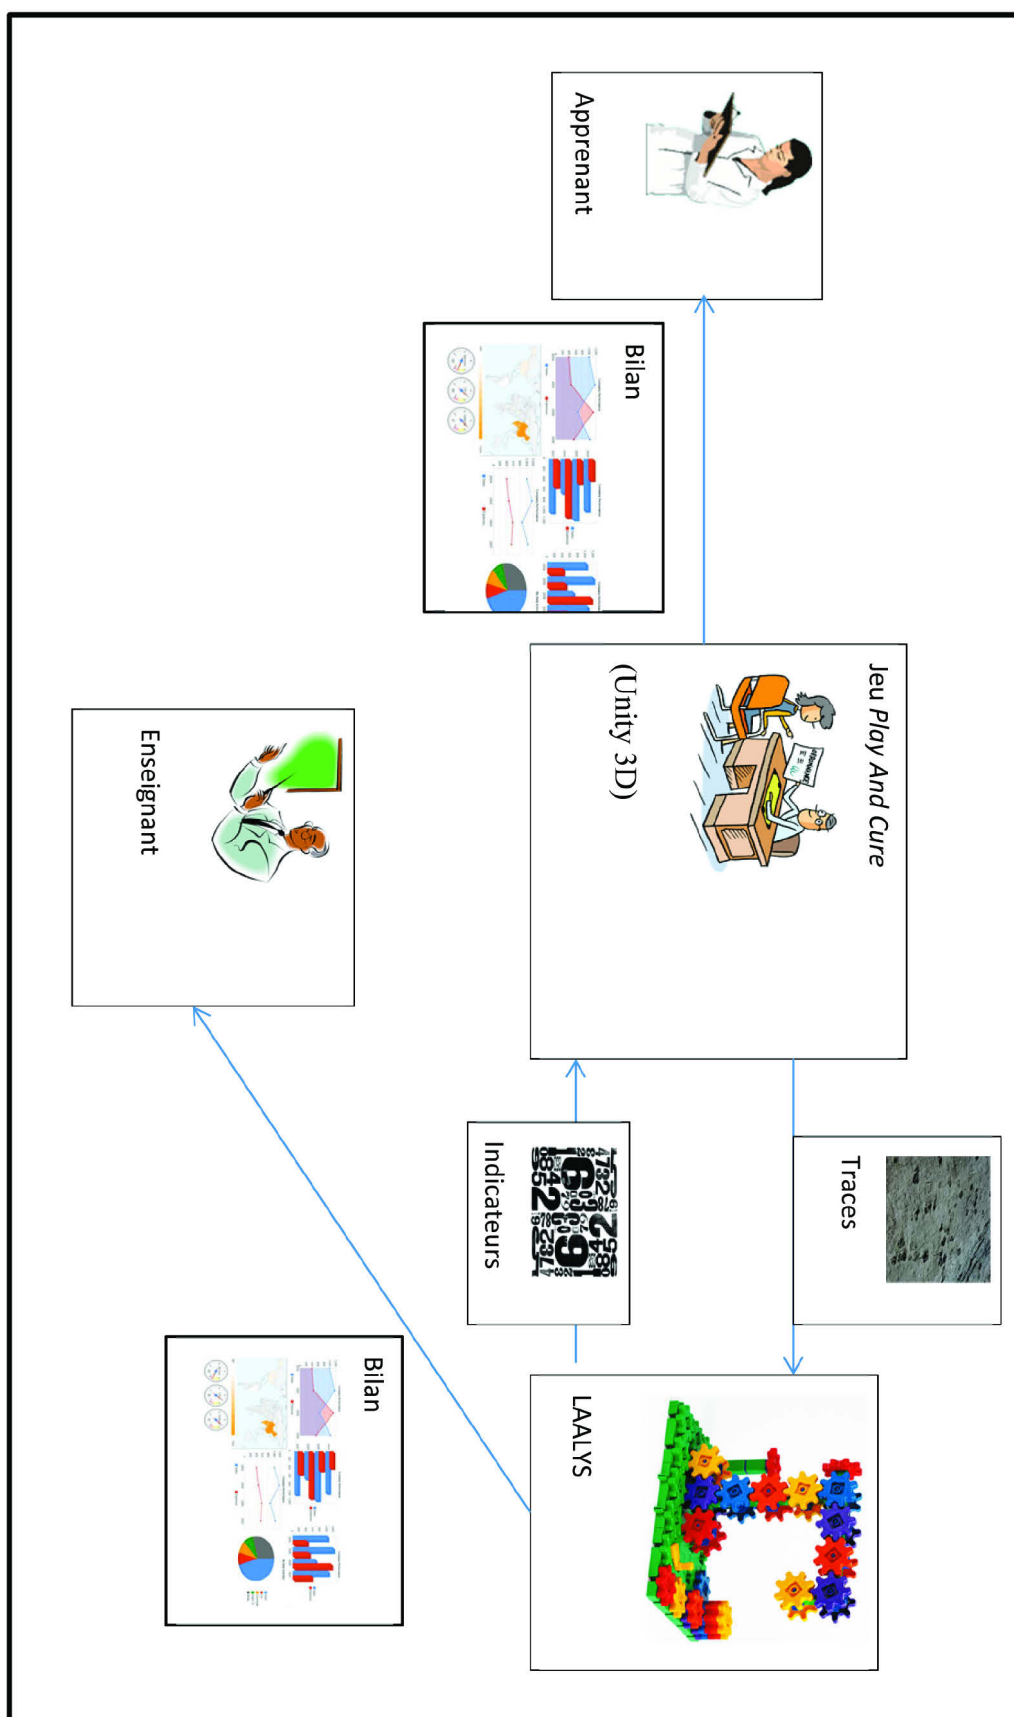 Apprenant
Bilan
Jeu Play And Cure
(Unity 3D)
Traces
Indicateurs
LAALYS
Enseignant
Bilan